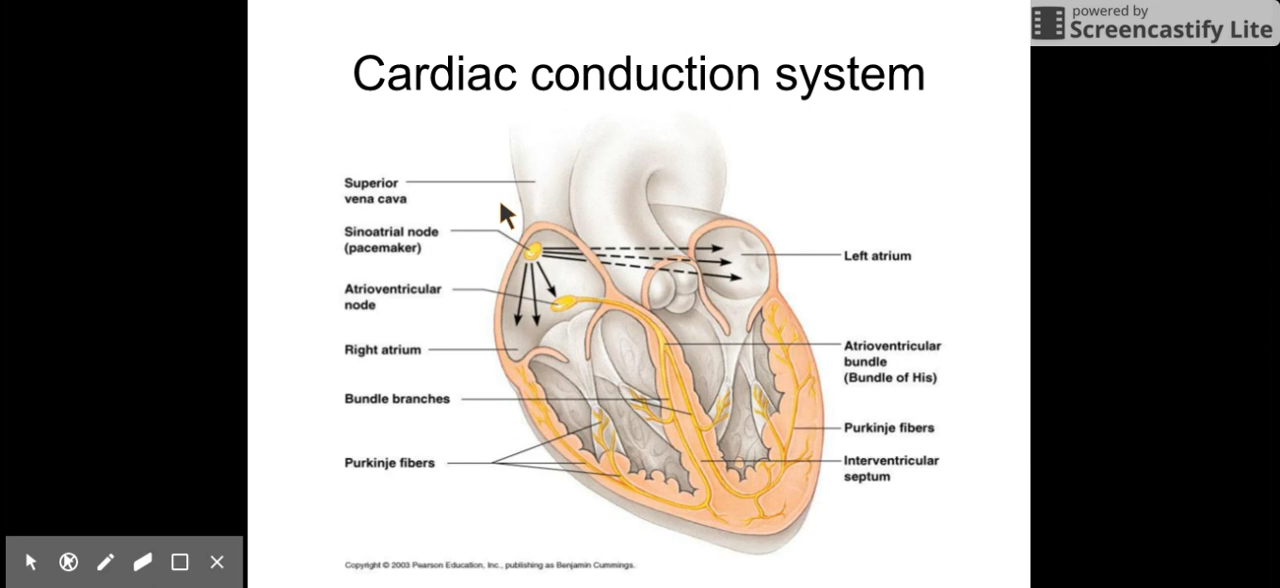 powered by
Screencastify Lite
Cardiac conduction system
Superior
vena cava
Sinoatrial node
(pacemaker)
Atrioventricular
node
Right atrium
Bundle branches
Purkinje fibers
Left atrium
Atrioventricular
bundle
(Bundle of His)
Purkinje fibers
Interventricular
septum
Copyright © 2003 Pearson Education, Inc., publishing as Benjamin Cummings.